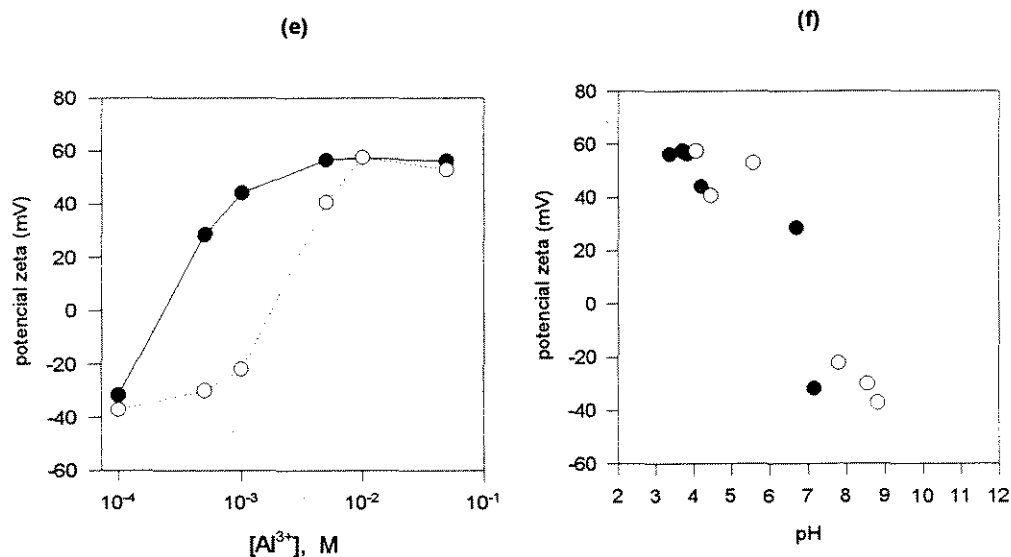 (e)
80
60
40
20
0
-20
-40
-60
potencial zeta (mV)
10⁻⁴
10⁻³
10⁻²
10⁻¹
[Al³⁺], M
(f)
80
60
40
20
0
-20
-40
-60
potencial zeta (mV)
2 3 4 5 6 7 8 9 10 11 12
pH